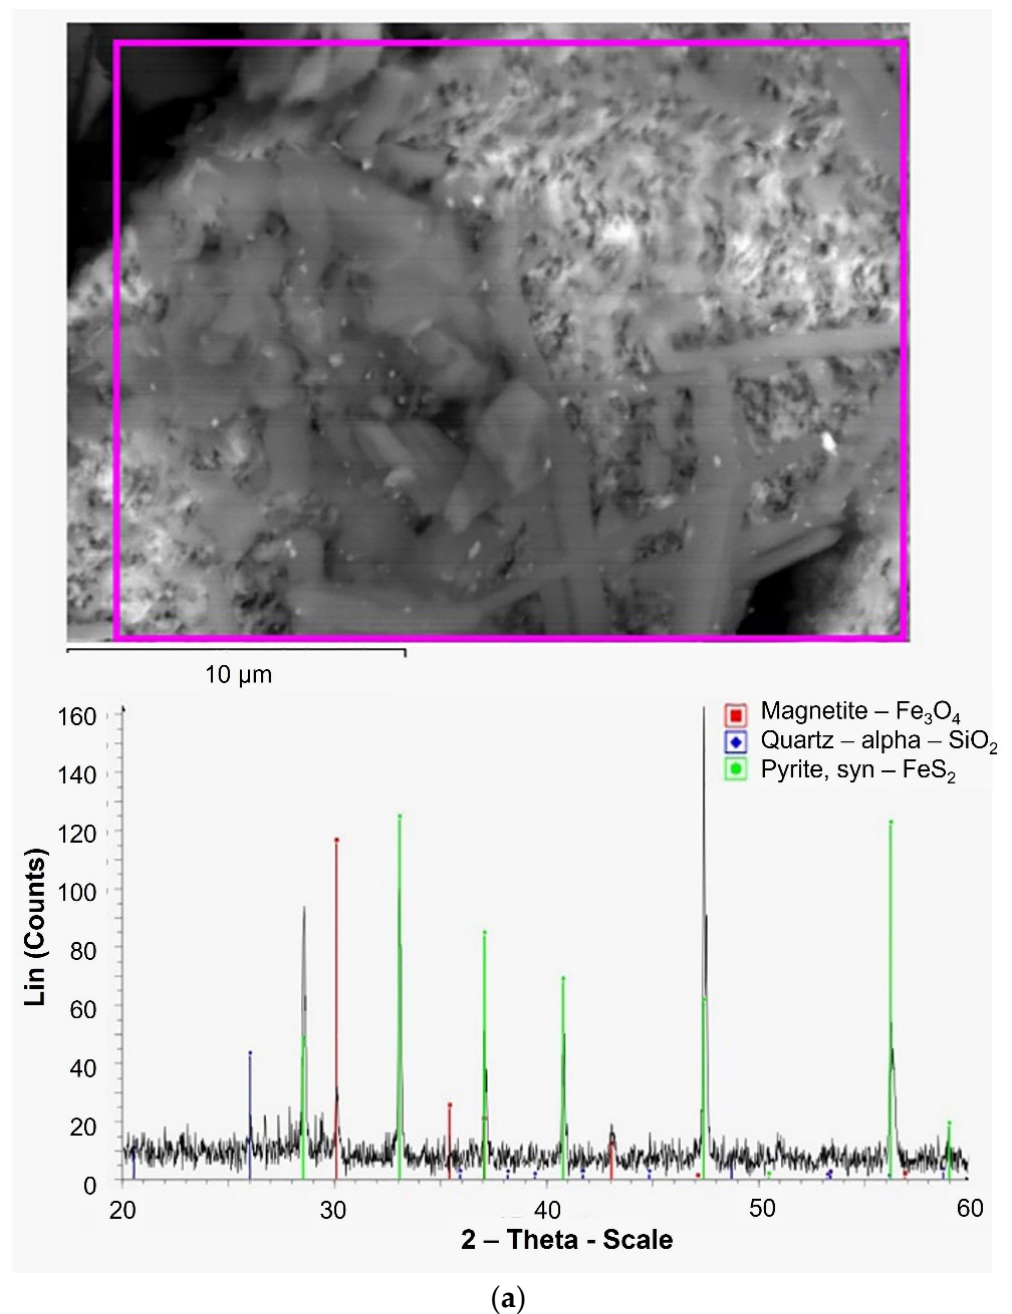 10 µm
Magnetite – Fe₃O₄
Quartz – alpha – SiO₂
Pyrite, syn – FeS₂
160
140
120
100
80
60
40
20
0
Lin (Counts)
20 30 40 50 60
2 – Theta - Scale
(a)